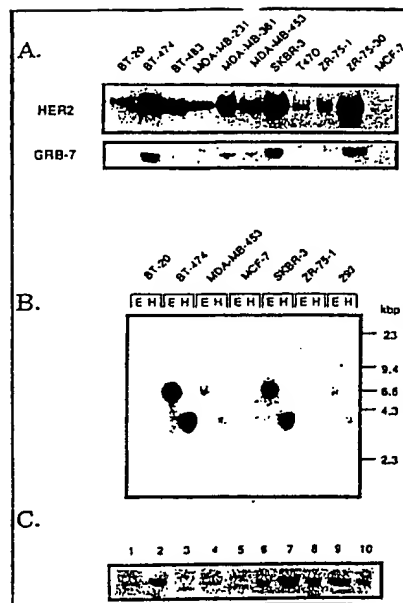 A.
BT-20 BT-474 BT-483 MDA-MB-231 MDA-MB-361 MDA-MB-453 SKBR-3 T470 ZR-75-1 ZR-75-30 MCF-7
HER2
GRB-7
B.
BT-20 BT-474 MDA-MB-453 MCF-7 SKBR-3 ZR-75-1 293
E H E H E H E H E H E H E H kbp
23
9.4
6.6
4.3
2.3
C.
1 2 3 4 5 6 7 8 9 10